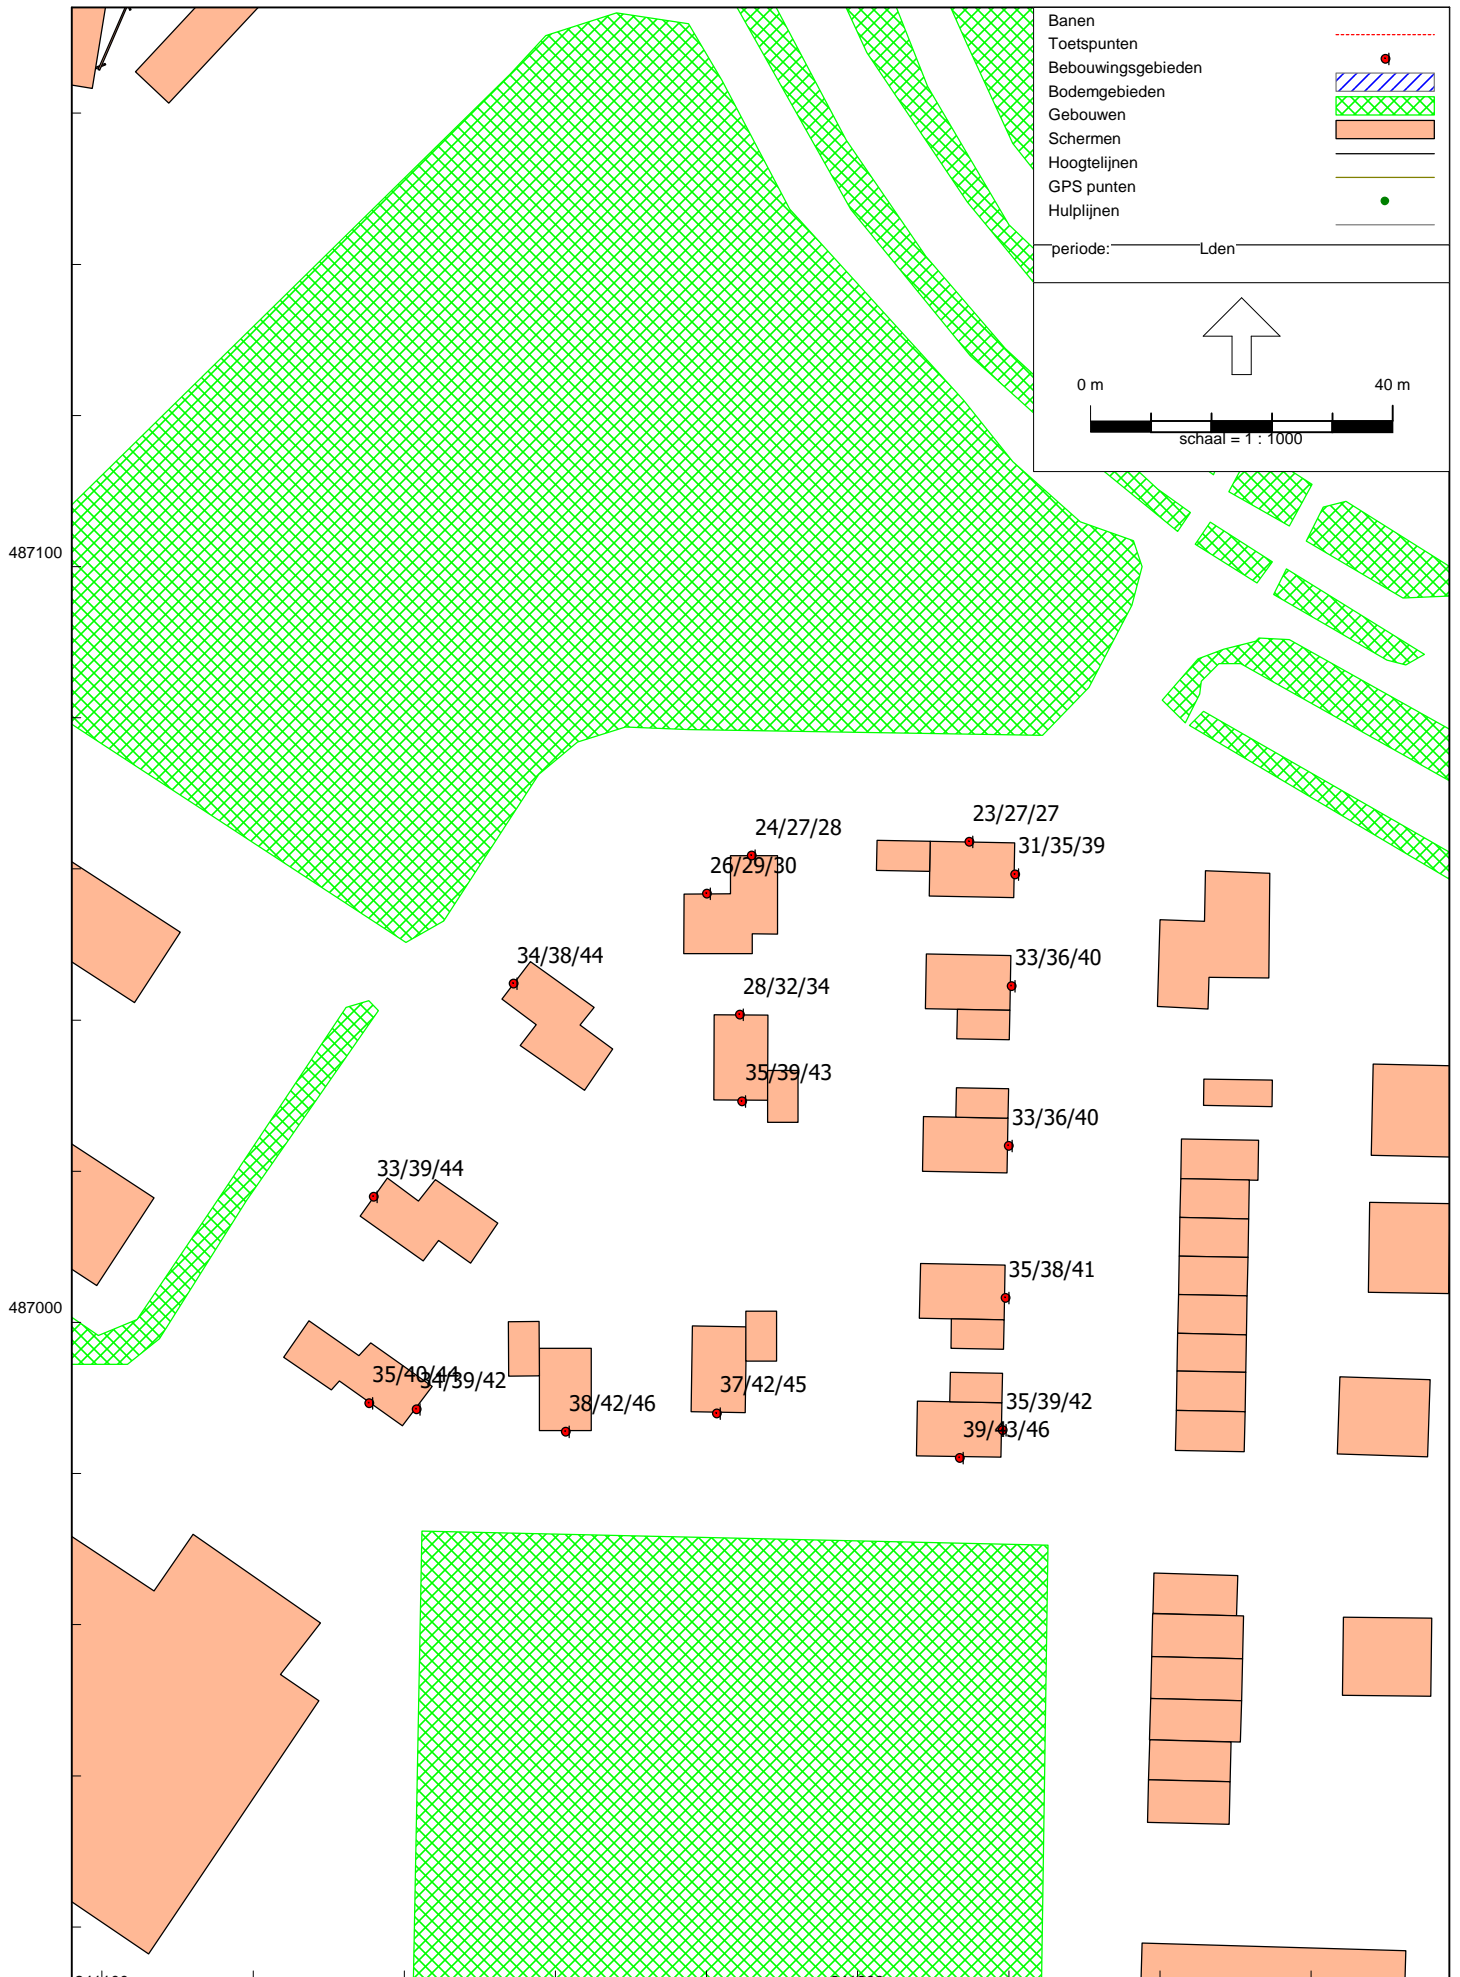 Banen
Toetspunten
Bebouwingsgebieden
Bodemgebieden
Gebouwen
Schermen
Hoogtelijnen
GPS punten
Hulplijnen
periode: Lden
0 m 40 m
schaal = 1 : 1000
487100
23/27/27
24/27/28
31/35/39
26/29/30
34/38/44
33/36/40
28/32/34
35/39/43
33/36/40
33/39/44
35/38/41
487000
35/40/44
34/39/42
37/42/45
38/42/46
35/39/42
39/43/46